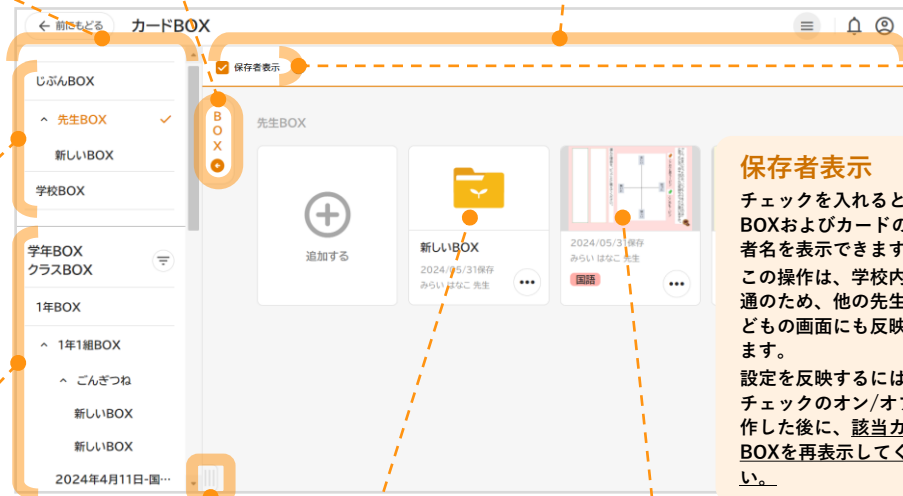 ← 前にもどる
カードBOX
保存者表示
じぶんBOX
先生BOX
新しいBOX
学校BOX
学年BOX
クラスBOX
1年BOX
1年1組BOX
ごんぎつね
新しいBOX
新しいBOX
2024年4月11日-国…
BOX
先生BOX
追加する
新しいBOX
2024/05/31保存
みらい はなこ 先生
2024/05/31保存
みらい はなこ 先生
国語
保存者表示
チェックを入れると
BOXおよびカードの
者名を表示できます
この操作は、学校内
通のため、他の先生
どもの画面にも反映
ます。
設定を反映するには
チェックのオン/オフ
作した後に、該当カ
BOXを再表示してく
い。